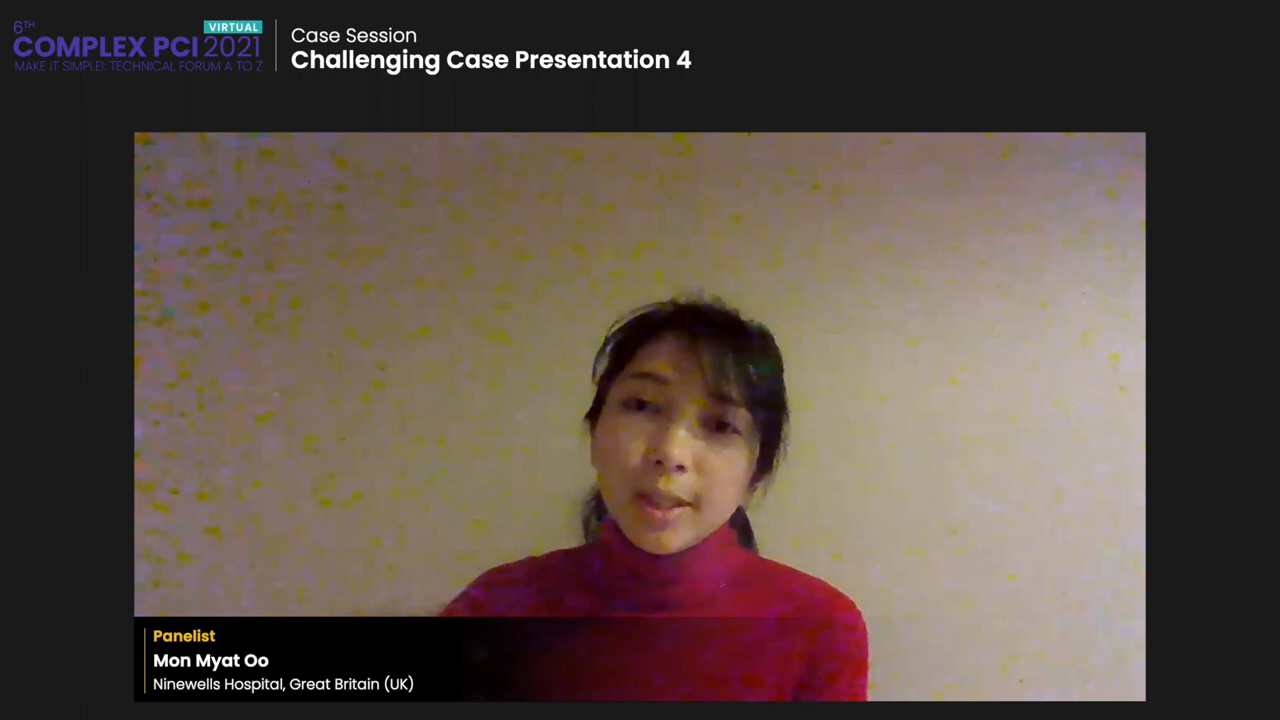 6TH
VIRTUAL
COMPLEX PCI 2021
MAKE IT SIMPLE!: TECHNICAL FORUM A TO Z
Case Session
Challenging Case Presentation 4
Panelist
Mon Myat Oo
Ninewells Hospital, Great Britain (UK)